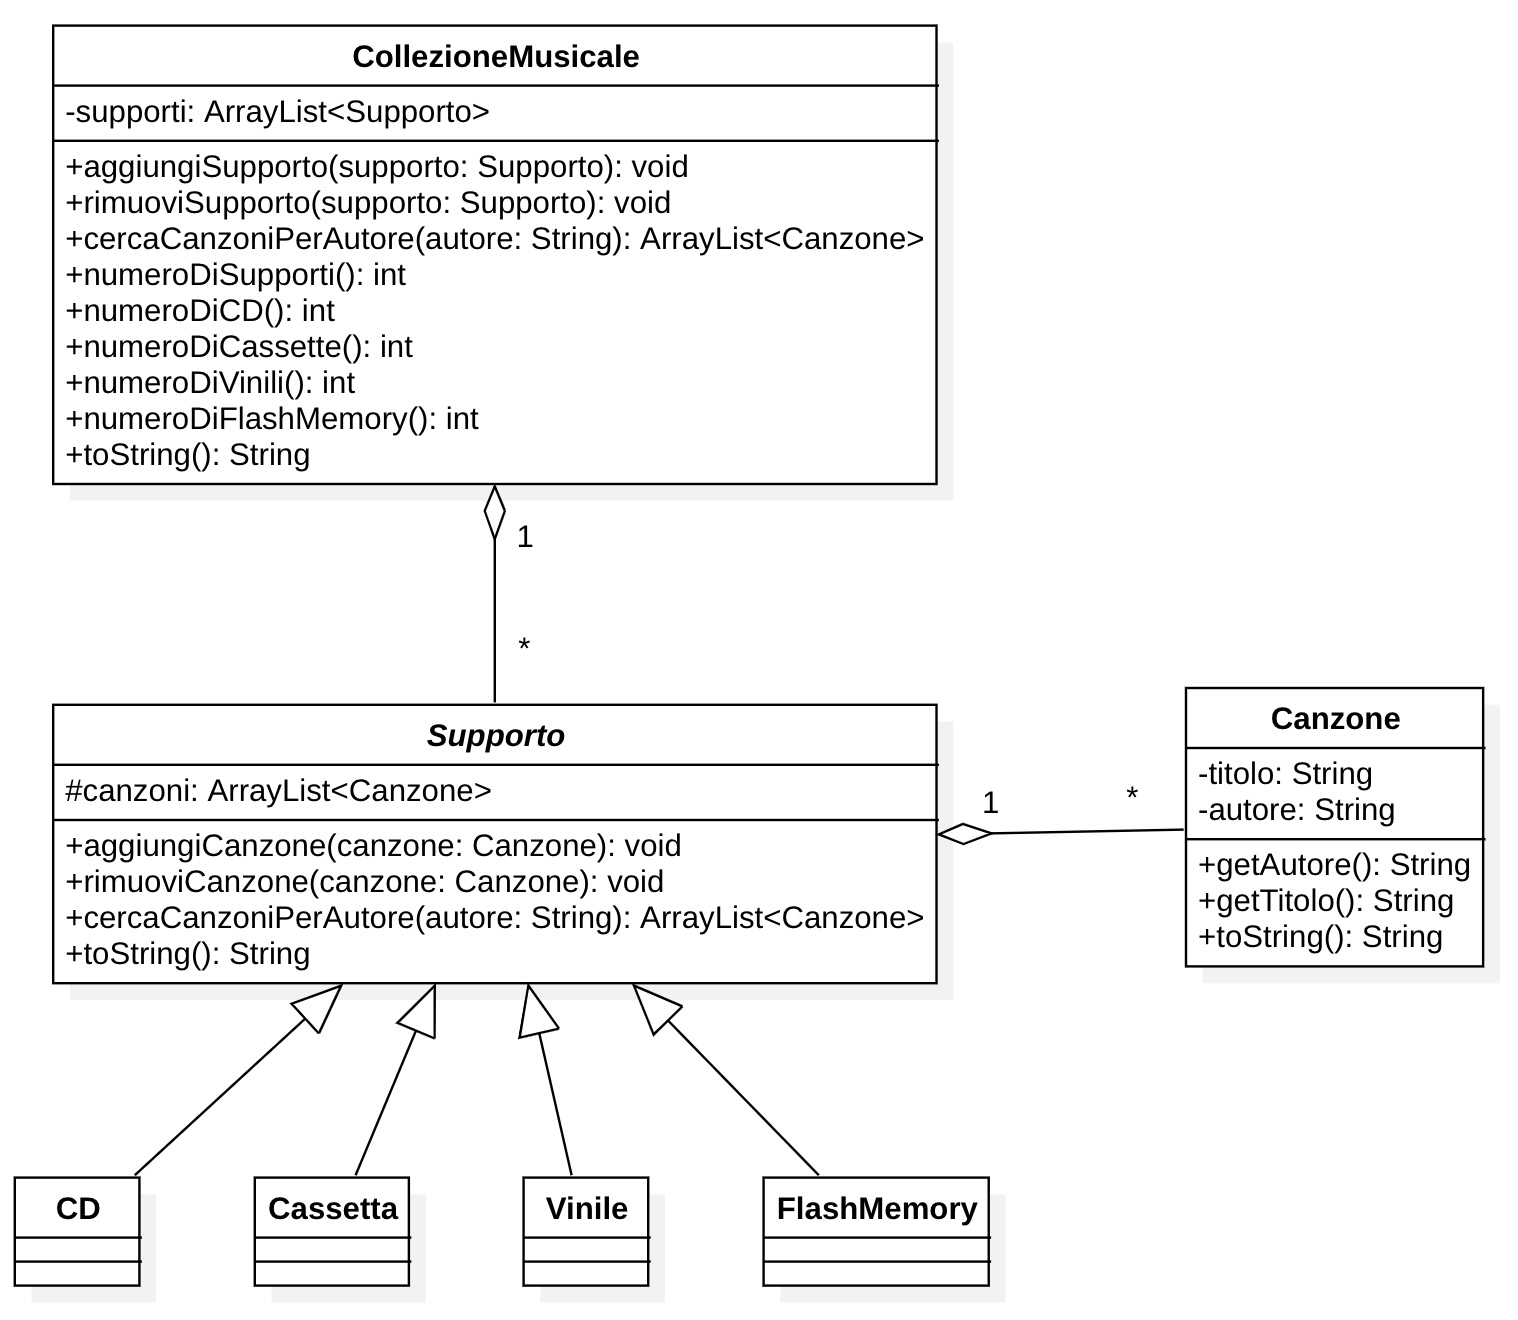 CollezioneMusicale
-supporti: ArrayList<Supporto>
+aggiungiSupporto(supporto: Supporto): void
+rimuoviSupporto(supporto: Supporto): void
+cercaCanzoniPerAutore(autore: String): ArrayList<Canzone>
+numeroDiSupporti(): int
+numeroDiCD(): int
+numeroDiCassette(): int
+numeroDiVinili(): int
+numeroDiFlashMemory(): int
+toString(): String
1
*
Supporto
#canzoni: ArrayList<Canzone>
+aggiungiCanzone(canzone: Canzone): void
+rimuoviCanzone(canzone: Canzone): void
+cercaCanzoniPerAutore(autore: String): ArrayList<Canzone>
+toString(): String
1
*
Canzone
-titolo: String
-autore: String
+getAutore(): String
+getTitolo(): String
+toString(): String
CD
Cassetta
Vinile
FlashMemory